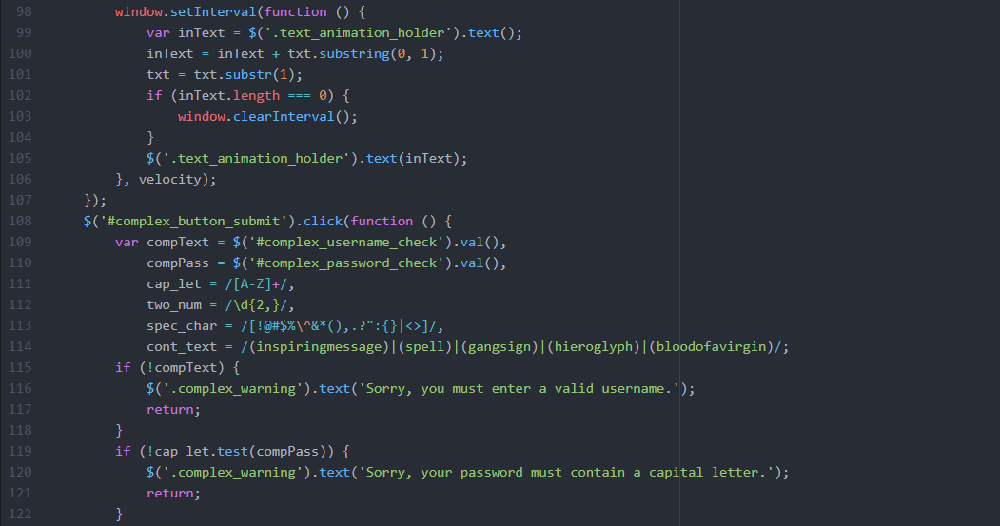 98 window.setInterval(function () {
99 var inText = $('.text_animation_holder').text();
100 inText = inText + txt.substring(0, 1);
101 txt = txt.substr(1);
102 if (inText.length === 0) {
103 window.clearInterval();
104 }
105 $('.text_animation_holder').text(inText);
106 }, velocity);
107 });
108 $('#complex_button_submit').click(function () {
109 var compText = $('#complex_username_check').val(),
110 compPass = $('#complex_password_check').val(),
111 cap_let = /[A-Z]+/,
112 two_num = /\d{2,}/,
113 spec_char = /[!@#$%\^&*(),.?":{}|<>]/,
114 cont_text = /(inspiringmessage)|(spell)|(gangsign)|(hieroglyph)|(bloodofavirgin)/;
115 if (!compText) {
116 $('.complex_warning').text('Sorry, you must enter a valid username.');
117 return;
118 }
119 if (!cap_let.test(compPass)) {
120 $('.complex_warning').text('Sorry, your password must contain a capital letter.');
121 return;
122 }